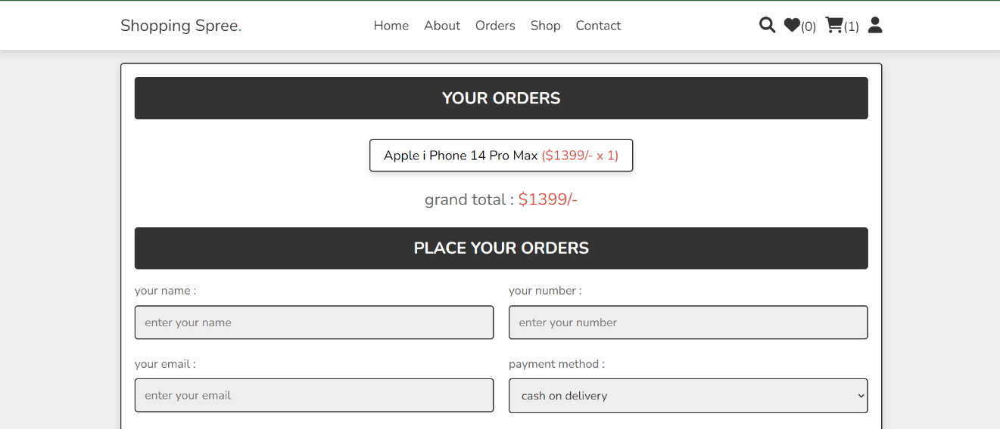 Shopping Spree. Home About Orders Shop Contact (0) (1)
YOUR ORDERS
Apple i Phone 14 Pro Max ($1399/- x 1)
grand total : $1399/-
PLACE YOUR ORDERS
your name : your number :
enter your name enter your number
your email : payment method :
enter your email cash on delivery